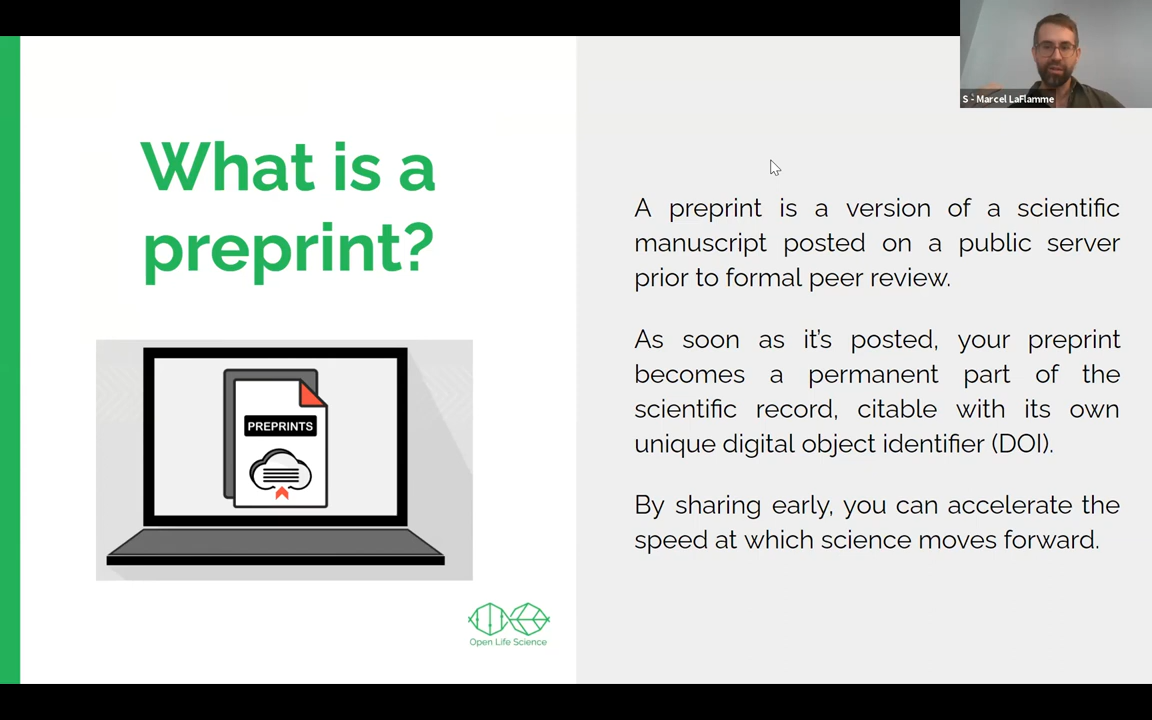 S - Marcel LaFlamme
What is a
preprint?
PREPRINTS
Open Life Science
A preprint is a version of a scientific
manuscript posted on a public server
prior to formal peer review.
As soon as it’s posted, your preprint
becomes a permanent part of the
scientific record, citable with its own
unique digital object identifier (DOI).
By sharing early, you can accelerate the
speed at which science moves forward.